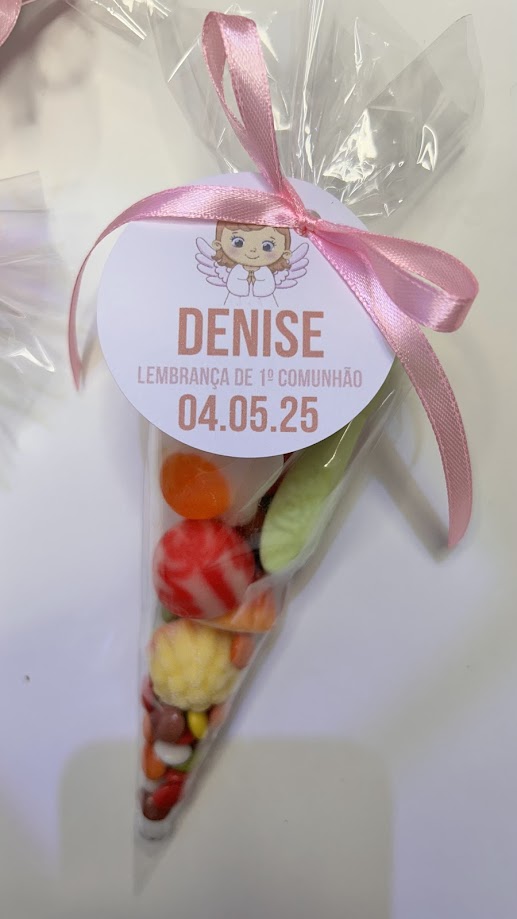 DENISE
LEMBRANÇA DE 1º COMUNHÃO
04.05.25